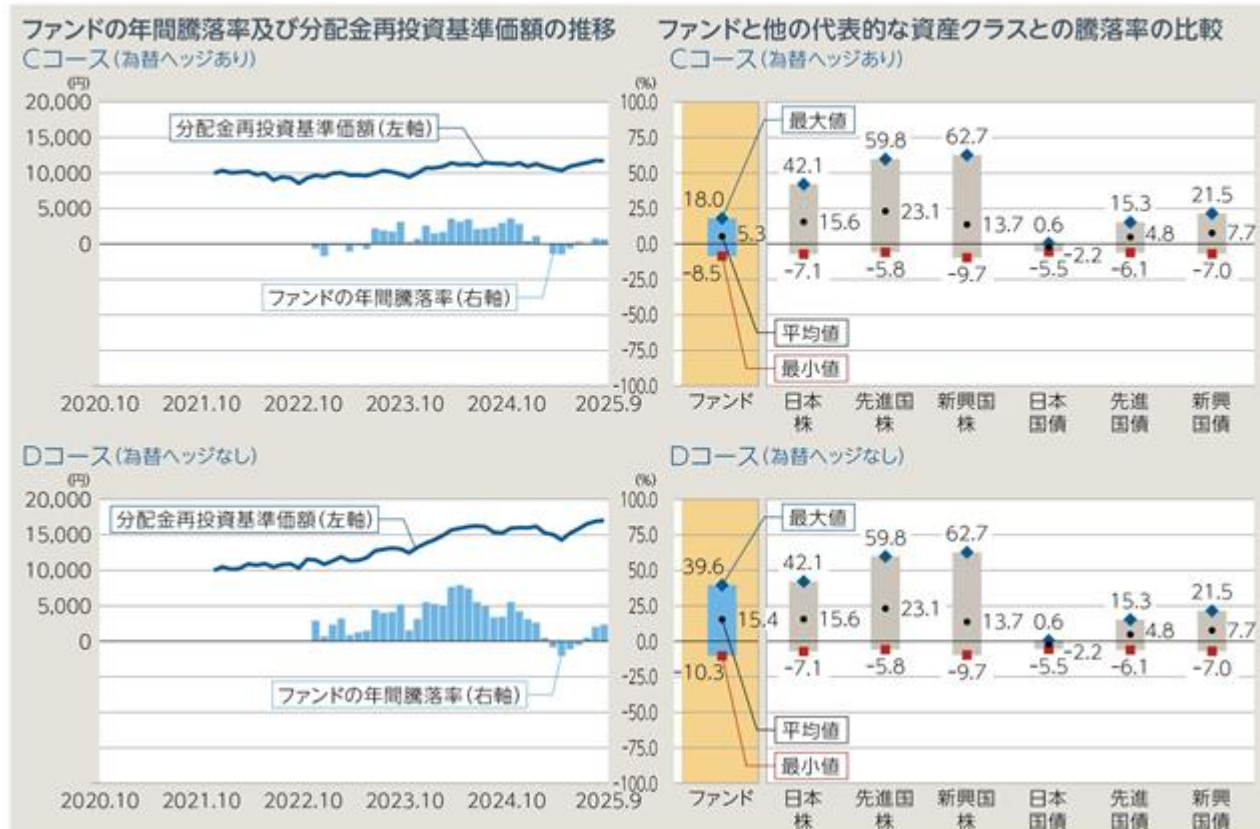 ファンドの年間騰落率及び分配金再投資基準価額の推移
Cコース(為替ヘッジあり)
(円)
(%)
20,000
15,000
10,000
5,000
0
100.0
75.0
50.0
25.0
0.0
-25.0
-50.0
-75.0
-100.0
分配金再投資基準価額(左軸)
ファンドの年間騰落率(右軸)
2020.10 2021.10 2022.10 2023.10 2024.10 2025.9
ファンドと他の代表的な資産クラスとの騰落率の比較
Cコース(為替ヘッジあり)
最大値
平均値
最小値
18.0 42.1 59.8 62.7 0.6 15.3 21.5
5.3 15.6 23.1 13.7 -2.2 4.8 7.7
-8.5 -7.1 -5.8 -9.7 -5.5 -6.1 -7.0
ファンド 日本 先進国 新興国 日本 先進 新興
株 株 株 国債 国債 国債
Dコース(為替ヘッジなし)
(円)
(%)
20,000
15,000
10,000
5,000
0
100.0
75.0
50.0
25.0
0.0
-25.0
-50.0
-75.0
-100.0
分配金再投資基準価額(左軸)
ファンドの年間騰落率(右軸)
2020.10 2021.10 2022.10 2023.10 2024.10 2025.9
Dコース(為替ヘッジなし)
最大値
平均値
最小値
39.6 42.1 59.8 62.7 0.6 15.3 21.5
15.4 15.6 23.1 13.7 -2.2 4.8 7.7
-10.3 -7.1 -5.8 -9.7 -5.5 -6.1 -7.0
ファンド 日本 先進国 新興国 日本 先進 新興
株 株 株 国債 国債 国債